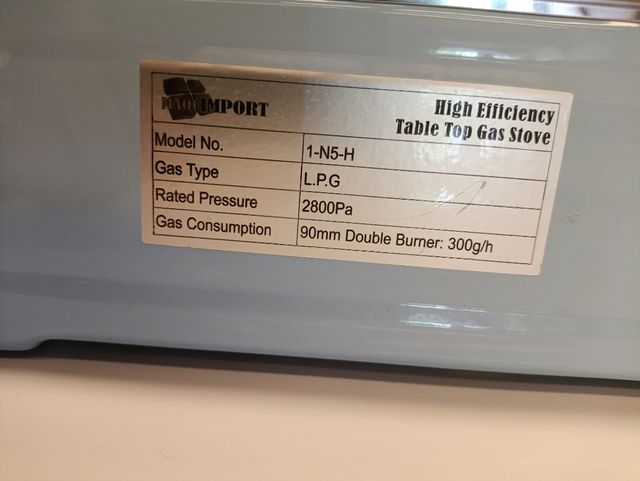 MAQUIMPORT
High Efficiency
Table Top Gas Stove
Model No. 1-N5-H
Gas Type L.P.G
Rated Pressure 2800Pa
Gas Consumption 90mm Double Burner: 300g/h